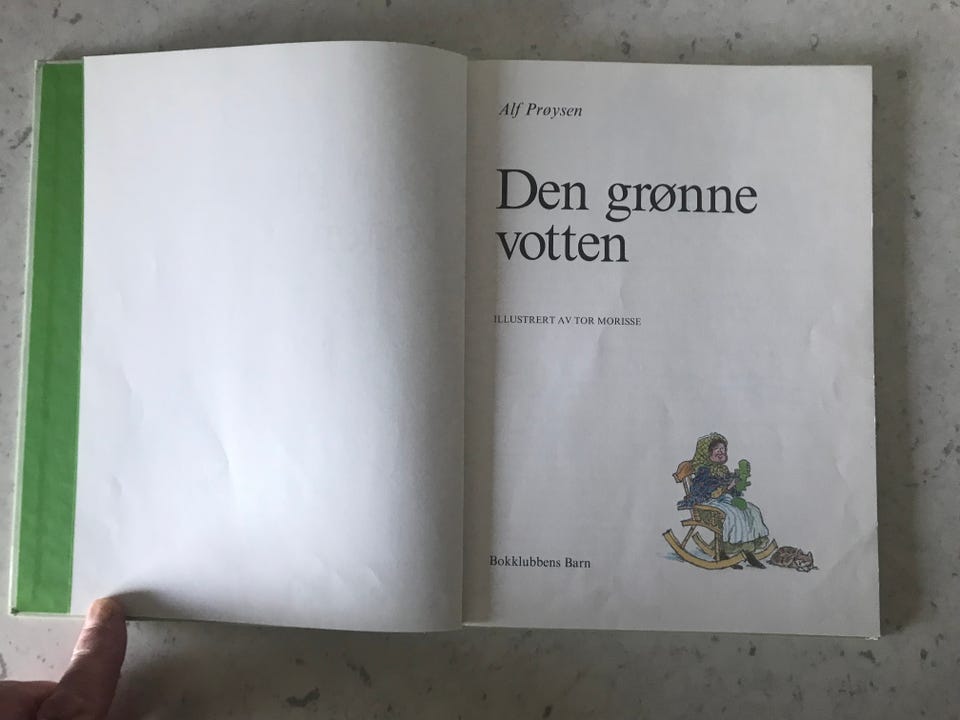 Alf Prøysen
Den grønne
votten
ILLUSTRERT AV TOR MORISSE
Bokklubbens Barn